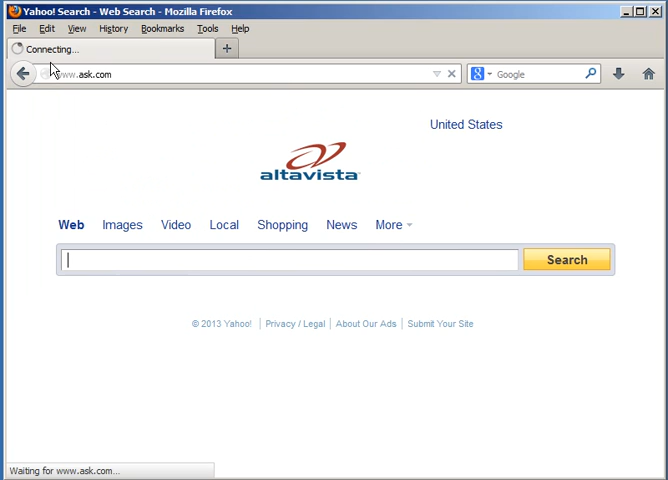 Yahoo! Search - Web Search - Mozilla Firefox
File Edit View History Bookmarks Tools Help
Connecting...
www.ask.com
Google
United States
altavista
Web Images Video Local Shopping News More
Search
© 2013 Yahoo! | Privacy / Legal | About Our Ads | Submit Your Site
Waiting for www.ask.com...